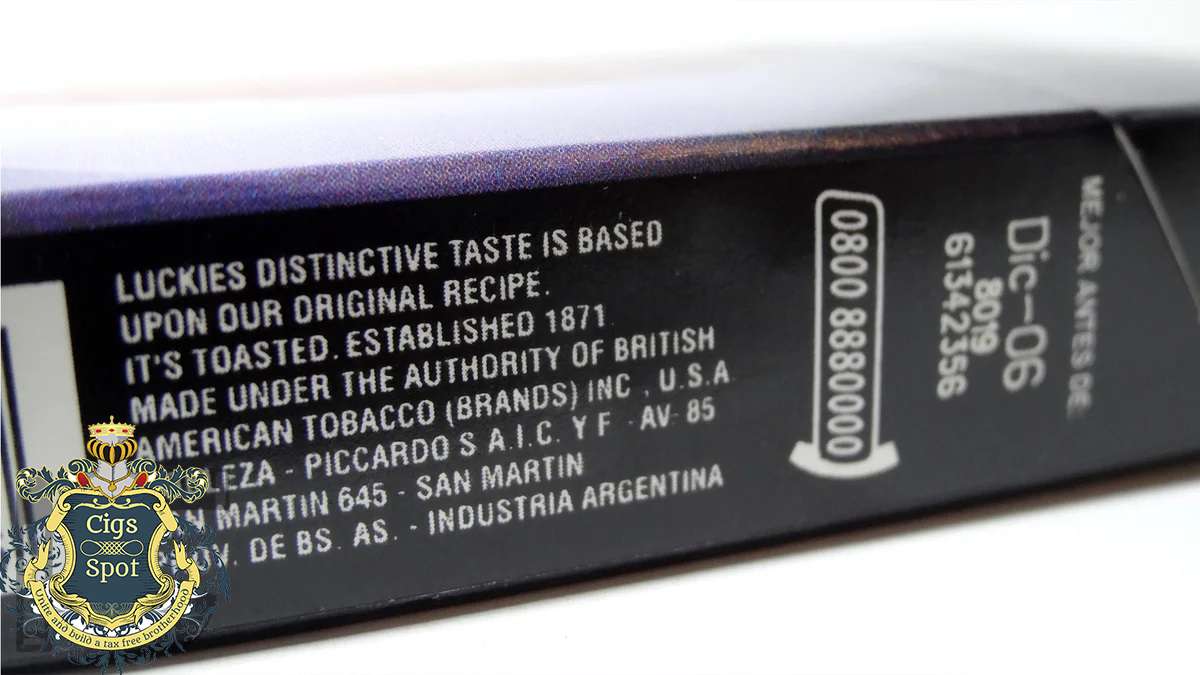 LUCKIES DISTINCTIVE TASTE IS BASED
UPON OUR ORIGINAL RECIPE.
IT'S TOASTED. ESTABLISHED 1871
MADE UNDER THE AUTHORITY OF BRITISH
AMERICAN TOBACCO (BRANDS) INC, U.S.A
PICCARDO S.A.I.C. Y F - AV. 85
MARTIN 645 - SAN MARTIN
DE BS. AS. - INDUSTRIA ARGENTINA
0800 8880000
MEJOR ANTES DE:
Dic-06
8019
61342356
Cigs
Spot
Unite and build a tax free brotherhood